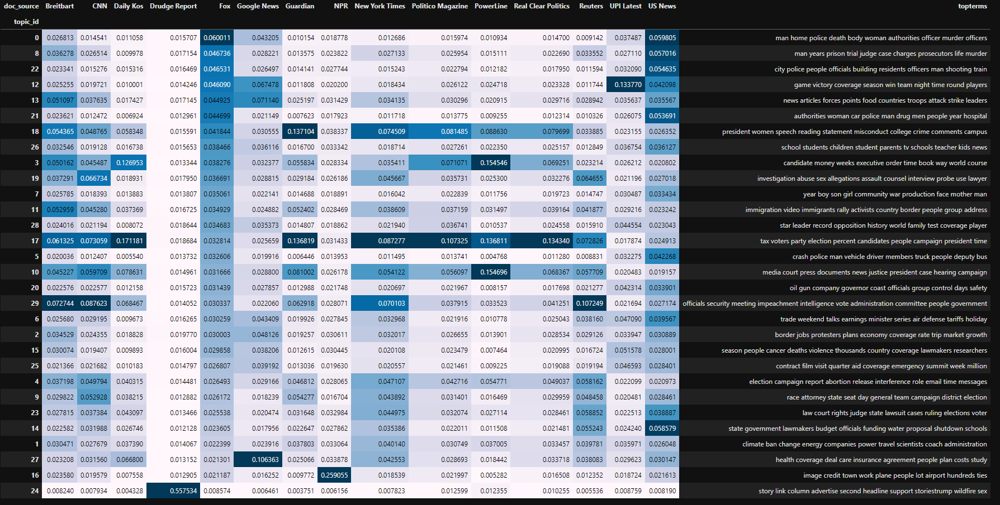 doc_source Breitbart CNN Daily Kos Drudge Report Fox Google News Guardian NPR New York Times Politico Magazine PowerLine Real Clear Politics Reuters UPI Latest US News topterms
topic_id
0 0.026813 0.014541 0.011058 0.015707 0.060011 0.043205 0.010154 0.018778 0.012686 0.015974 0.010934 0.014700 0.009142 0.037487 0.059805 man home police death body woman authorities officer murder officers
8 0.036278 0.026514 0.009978 0.017154 0.046736 0.028221 0.013575 0.023822 0.027133 0.025954 0.015111 0.022690 0.033552 0.027110 0.057016 man years prison trial judge case charges prosecutors life murder
22 0.023341 0.015276 0.015316 0.016469 0.046531 0.026497 0.014141 0.027744 0.015243 0.022794 0.012182 0.017950 0.011594 0.032090 0.054635 city police people officials building residents officers man shooting train
12 0.025255 0.019721 0.010001 0.014246 0.046090 0.067478 0.011808 0.020200 0.018434 0.026122 0.024718 0.023328 0.011744 0.133770 0.042098 game victory coverage season win team night time round players
13 0.051097 0.037635 0.017427 0.017145 0.044925 0.071140 0.025197 0.031429 0.034135 0.030296 0.020915 0.029716 0.028942 0.035637 0.035567 news articles forces points food countries troops attack strike leaders
21 0.023621 0.012472 0.006924 0.012961 0.044699 0.021149 0.007623 0.017923 0.011718 0.013775 0.009255 0.012314 0.010326 0.026075 0.053691 authorities woman car police man drug men people year hospital
18 0.054365 0.048765 0.058348 0.015591 0.041844 0.030555 0.137104 0.038337 0.074509 0.081485 0.088630 0.079699 0.033885 0.023155 0.026352 president women speech reading statement misconduct college crime comments campus
26 0.032546 0.019128 0.016738 0.015653 0.038466 0.036116 0.016700 0.033342 0.018714 0.027261 0.022350 0.025157 0.012849 0.036754 0.036127 school students children student parents tv schools teacher kids news
3 0.050162 0.045487 0.126953 0.013344 0.038276 0.032377 0.055834 0.028334 0.035411 0.071071 0.154546 0.069251 0.023214 0.026212 0.020802 candidate money weeks executive order time book way world course
19 0.037291 0.066734 0.018931 0.017950 0.036691 0.028815 0.029184 0.026186 0.045667 0.035731 0.025300 0.032276 0.064655 0.021196 0.027018 investigation abuse sex allegations assault counsel interview probe use lawyer
7 0.025785 0.018393 0.013883 0.013807 0.035061 0.022141 0.014688 0.018891 0.016042 0.022839 0.011756 0.019723 0.014747 0.030487 0.033434 year boy son girl community war production face mother man
11 0.052959 0.045280 0.037369 0.016725 0.034929 0.024882 0.052402 0.028469 0.038609 0.037159 0.031497 0.039164 0.041877 0.029216 0.023242 immigration video immigrants rally activists country border people group address
28 0.024016 0.021194 0.008072 0.018644 0.034683 0.035373 0.014807 0.018862 0.021940 0.036741 0.010537 0.024558 0.015910 0.044554 0.023043 star leader record opposition history world family test coverage player
17 0.061325 0.073059 0.171181 0.018684 0.032814 0.025659 0.136819 0.031433 0.087277 0.107325 0.136811 0.134340 0.072826 0.017874 0.024913 tax voters party election percent candidates people campaign president time
5 0.020036 0.012407 0.005540 0.013732 0.032606 0.019916 0.006446 0.013953 0.011495 0.013741 0.004768 0.011280 0.008831 0.032275 0.042268 crash police man vehicle driver members truck people deputy bus
10 0.045227 0.059709 0.078631 0.014961 0.031666 0.028800 0.081002 0.026178 0.054122 0.056097 0.154696 0.068367 0.057709 0.020483 0.019157 media court press documents news justice president case hearing campaign
20 0.022576 0.022577 0.012158 0.015723 0.031439 0.027857 0.012988 0.021748 0.020697 0.021967 0.008157 0.017698 0.021277 0.042314 0.033901 oil gun company governor coast officials group control days safety
29 0.072744 0.087623 0.068467 0.014052 0.030337 0.022060 0.062918 0.028071 0.070103 0.037915 0.033523 0.041251 0.107249 0.021694 0.027174 officials security meeting impeachment intelligence vote administration committee people government
6 0.025680 0.029195 0.009673 0.016265 0.030259 0.043409 0.019926 0.027845 0.032968 0.021916 0.010778 0.025043 0.038160 0.047090 0.039567 trade weekend talks earnings minister series air defense tariffs holiday
2 0.034529 0.024355 0.018828 0.019770 0.030003 0.048126 0.019257 0.030611 0.032017 0.026655 0.013901 0.028534 0.029126 0.033947 0.030889 border jobs protesters plans economy coverage rate trip market growth
15 0.030074 0.019407 0.009893 0.016004 0.029858 0.038206 0.012615 0.030445 0.020108 0.023479 0.007464 0.020995 0.016724 0.051578 0.028001 season people cancer deaths violence thousands country coverage lawmakers researchers
25 0.021366 0.021682 0.010183 0.014797 0.026807 0.039192 0.013036 0.019630 0.020557 0.021461 0.009225 0.019088 0.019194 0.046593 0.028401 contract film visit quarter aid coverage emergency summit week million
4 0.037198 0.049794 0.040315 0.014481 0.026493 0.029166 0.046812 0.028065 0.047107 0.042716 0.054771 0.049037 0.058162 0.022099 0.020973 election campaign report abortion release interference role email time messages
9 0.029822 0.052928 0.038215 0.012882 0.026172 0.018239 0.054277 0.016704 0.043892 0.031401 0.016469 0.029959 0.048458 0.020481 0.028461 race attorney state seat day general team campaign district election
23 0.027815 0.037384 0.043097 0.013466 0.025538 0.020474 0.031648 0.032984 0.044975 0.032074 0.027114 0.028461 0.058852 0.022513 0.038887 law court rights judge state lawsuit cases ruling elections voter
14 0.022582 0.031988 0.026746 0.012128 0.023605 0.017956 0.022647 0.027862 0.035386 0.022011 0.011508 0.021481 0.055243 0.024240 0.058579 state government lawmakers budget officials funding water proposal shutdown schools
1 0.030471 0.027679 0.037390 0.014067 0.022399 0.023916 0.037803 0.033064 0.040140 0.030749 0.037005 0.033457 0.039781 0.035971 0.026048 climate ban change energy companies power travel scientists coach administration
27 0.023208 0.031560 0.066800 0.013152 0.021301 0.106363 0.025066 0.033878 0.042553 0.028693 0.018442 0.033718 0.038083 0.029623 0.030147 health coverage deal care insurance agreement people plan costs study
16 0.023580 0.019579 0.007558 0.012905 0.021187 0.016252 0.009772 0.259055 0.018539 0.021997 0.005282 0.016508 0.012352 0.018724 0.021613 image credit town work plane people lot airport hundreds ties
24 0.008240 0.007934 0.004328 0.557534 0.008574 0.006461 0.003751 0.006156 0.007823 0.012599 0.012355 0.010255 0.005536 0.008759 0.008190 story link column advertise second headline support storiestrump wildfire sex